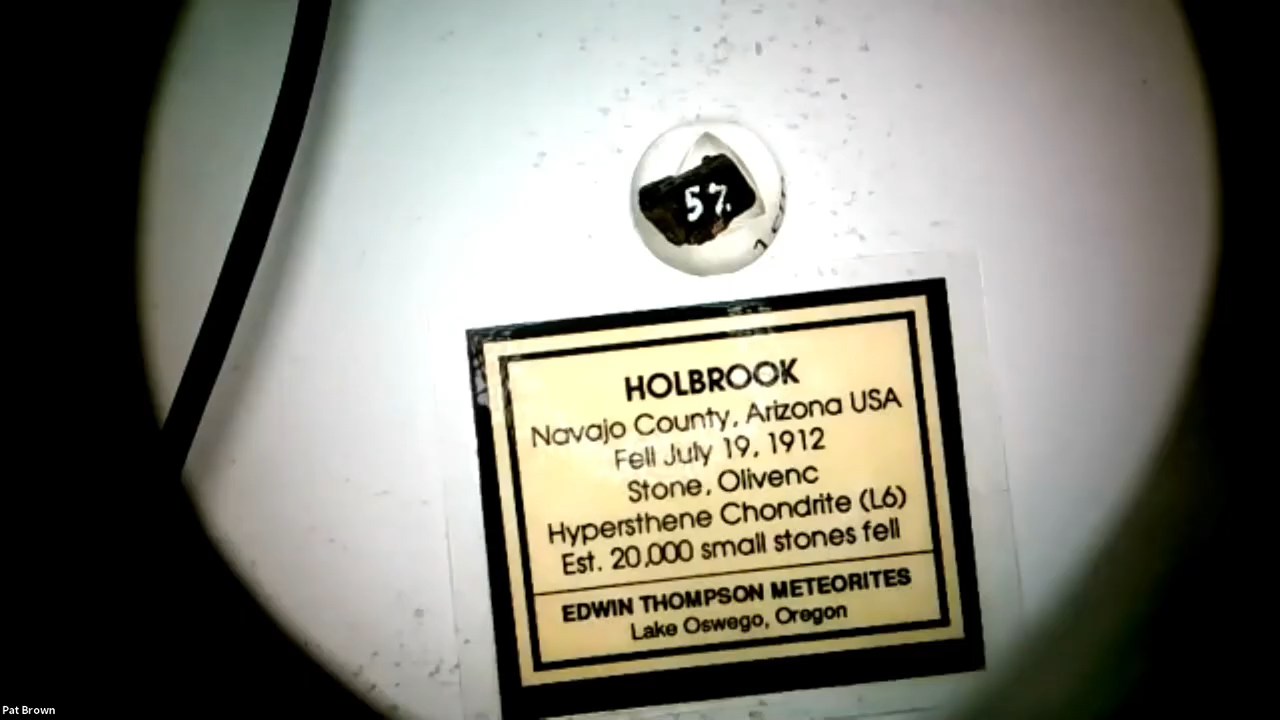 57.
HOLBROOK
Navajo County, Arizona USA
Fell July 19, 1912
Stone, Olivenc
Hypersthene Chondrite (L6)
Est. 20,000 small stones fell
EDWIN THOMPSON METEORITES
Lake Oswego, Oregon
Pat Brown